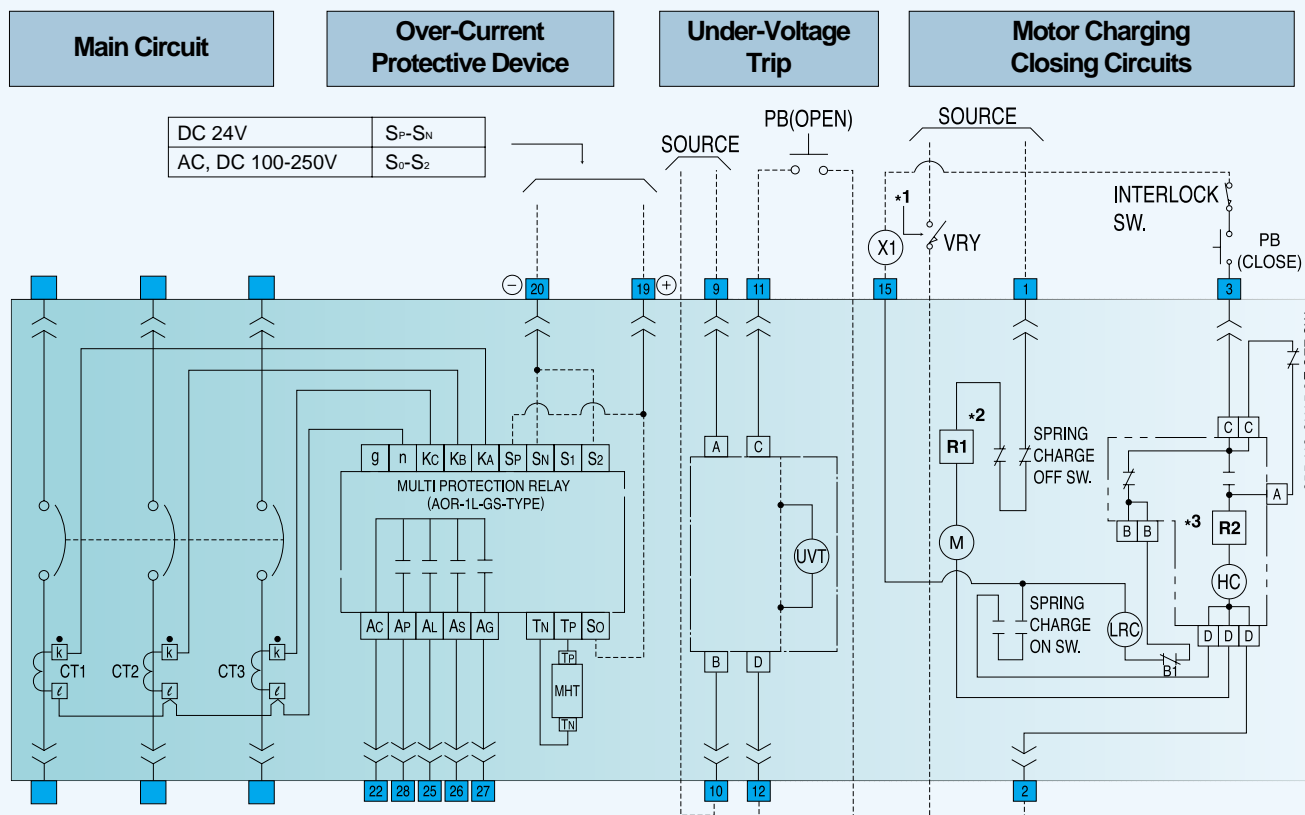 Main Circuit
Over-Current
Protective Device
Under-Voltage
Trip
Motor Charging
Closing Circuits
DC 24V SP-SN
AC, DC 100-250V S0-S2
SOURCE
PB(OPEN)
SOURCE
*1
X1
VRY
INTERLOCK
SW.
PB
(CLOSE)
⊖ 20 19 ⊕ 9 11 15 1 3
g n KC KB KA SP SN S1 S2
MULTI PROTECTION RELAY
(AOR-1L-GS-TYPE)
A C
UVT
B D
R1
*2
SPRING
CHARGE
OFF SW.
M
C C
A
B B
*3
R2
HC
SPRING
CHARGE
ON SW.
LRC
B1
D D D
AC AP AL AS AG TN TP SO
TP
MHT
TN
k
CT1
l
k
CT2
l
k
CT3
l
22 28 25 26 27 10 12 2